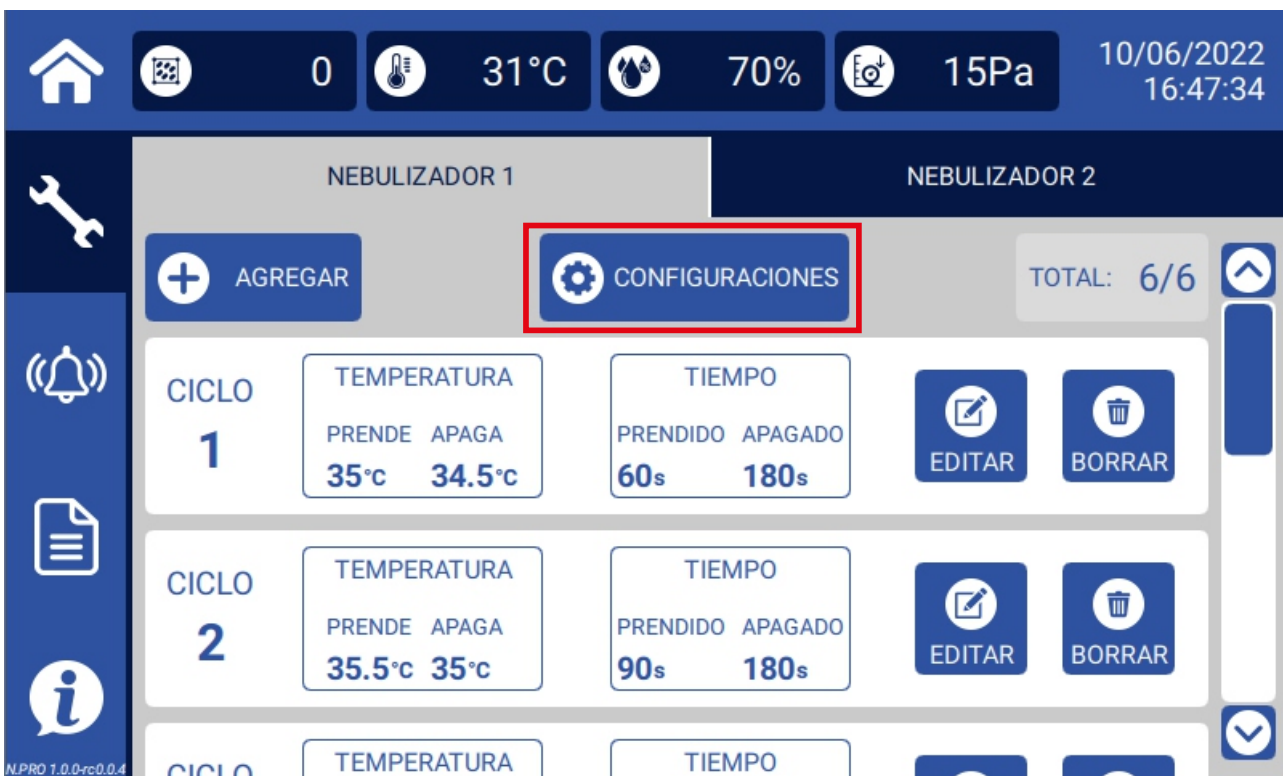 0 31°C 70% 15Pa 10/06/2022
16:47:34
NEBULIZADOR 1 NEBULIZADOR 2
AGREGAR CONFIGURACIONES TOTAL: 6/6
CICLO
1
TEMPERATURA
PRENDE APAGA
35°C 34.5°C
TIEMPO
PRENDIDO APAGADO
60s 180s
EDITAR BORRAR
CICLO
2
TEMPERATURA
PRENDE APAGA
35.5°C 35°C
TIEMPO
PRENDIDO APAGADO
90s 180s
EDITAR BORRAR
CICLO
TEMPERATURA
TIEMPO
N.PRO 1.0.0-rc0.0.4